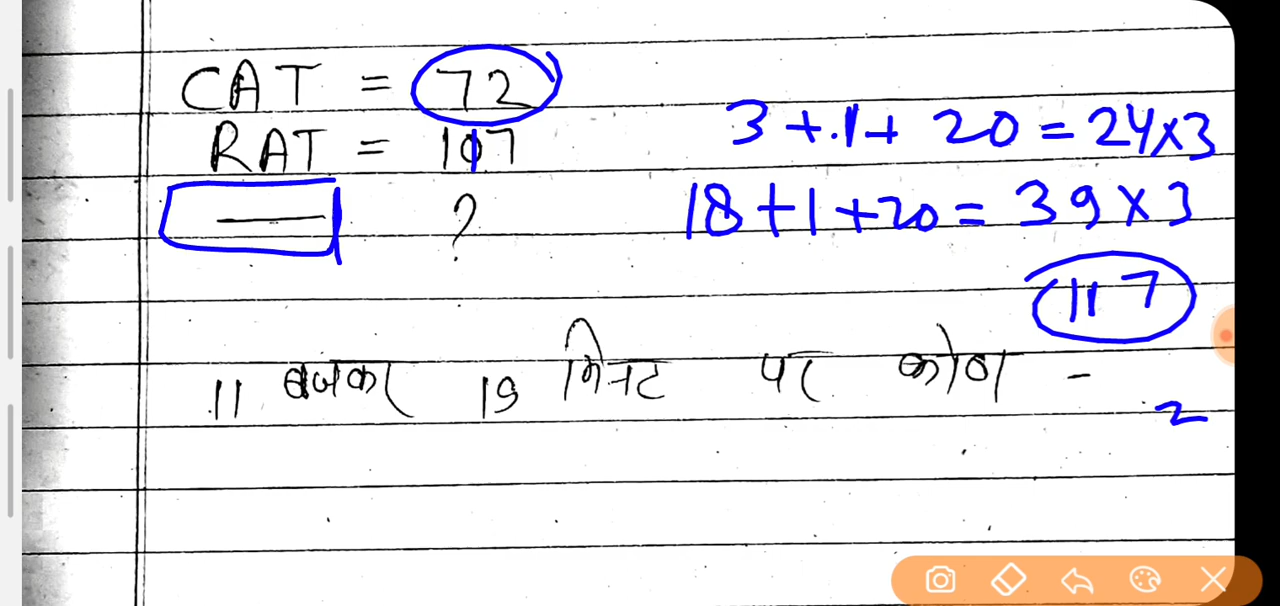 CAT = 72
3 + 1 + 20 = 24 × 3
RAT = 117
18 + 1 + 20 = 39 × 3
?
117
11 बजकर 19 मिनट पर कोण -
2